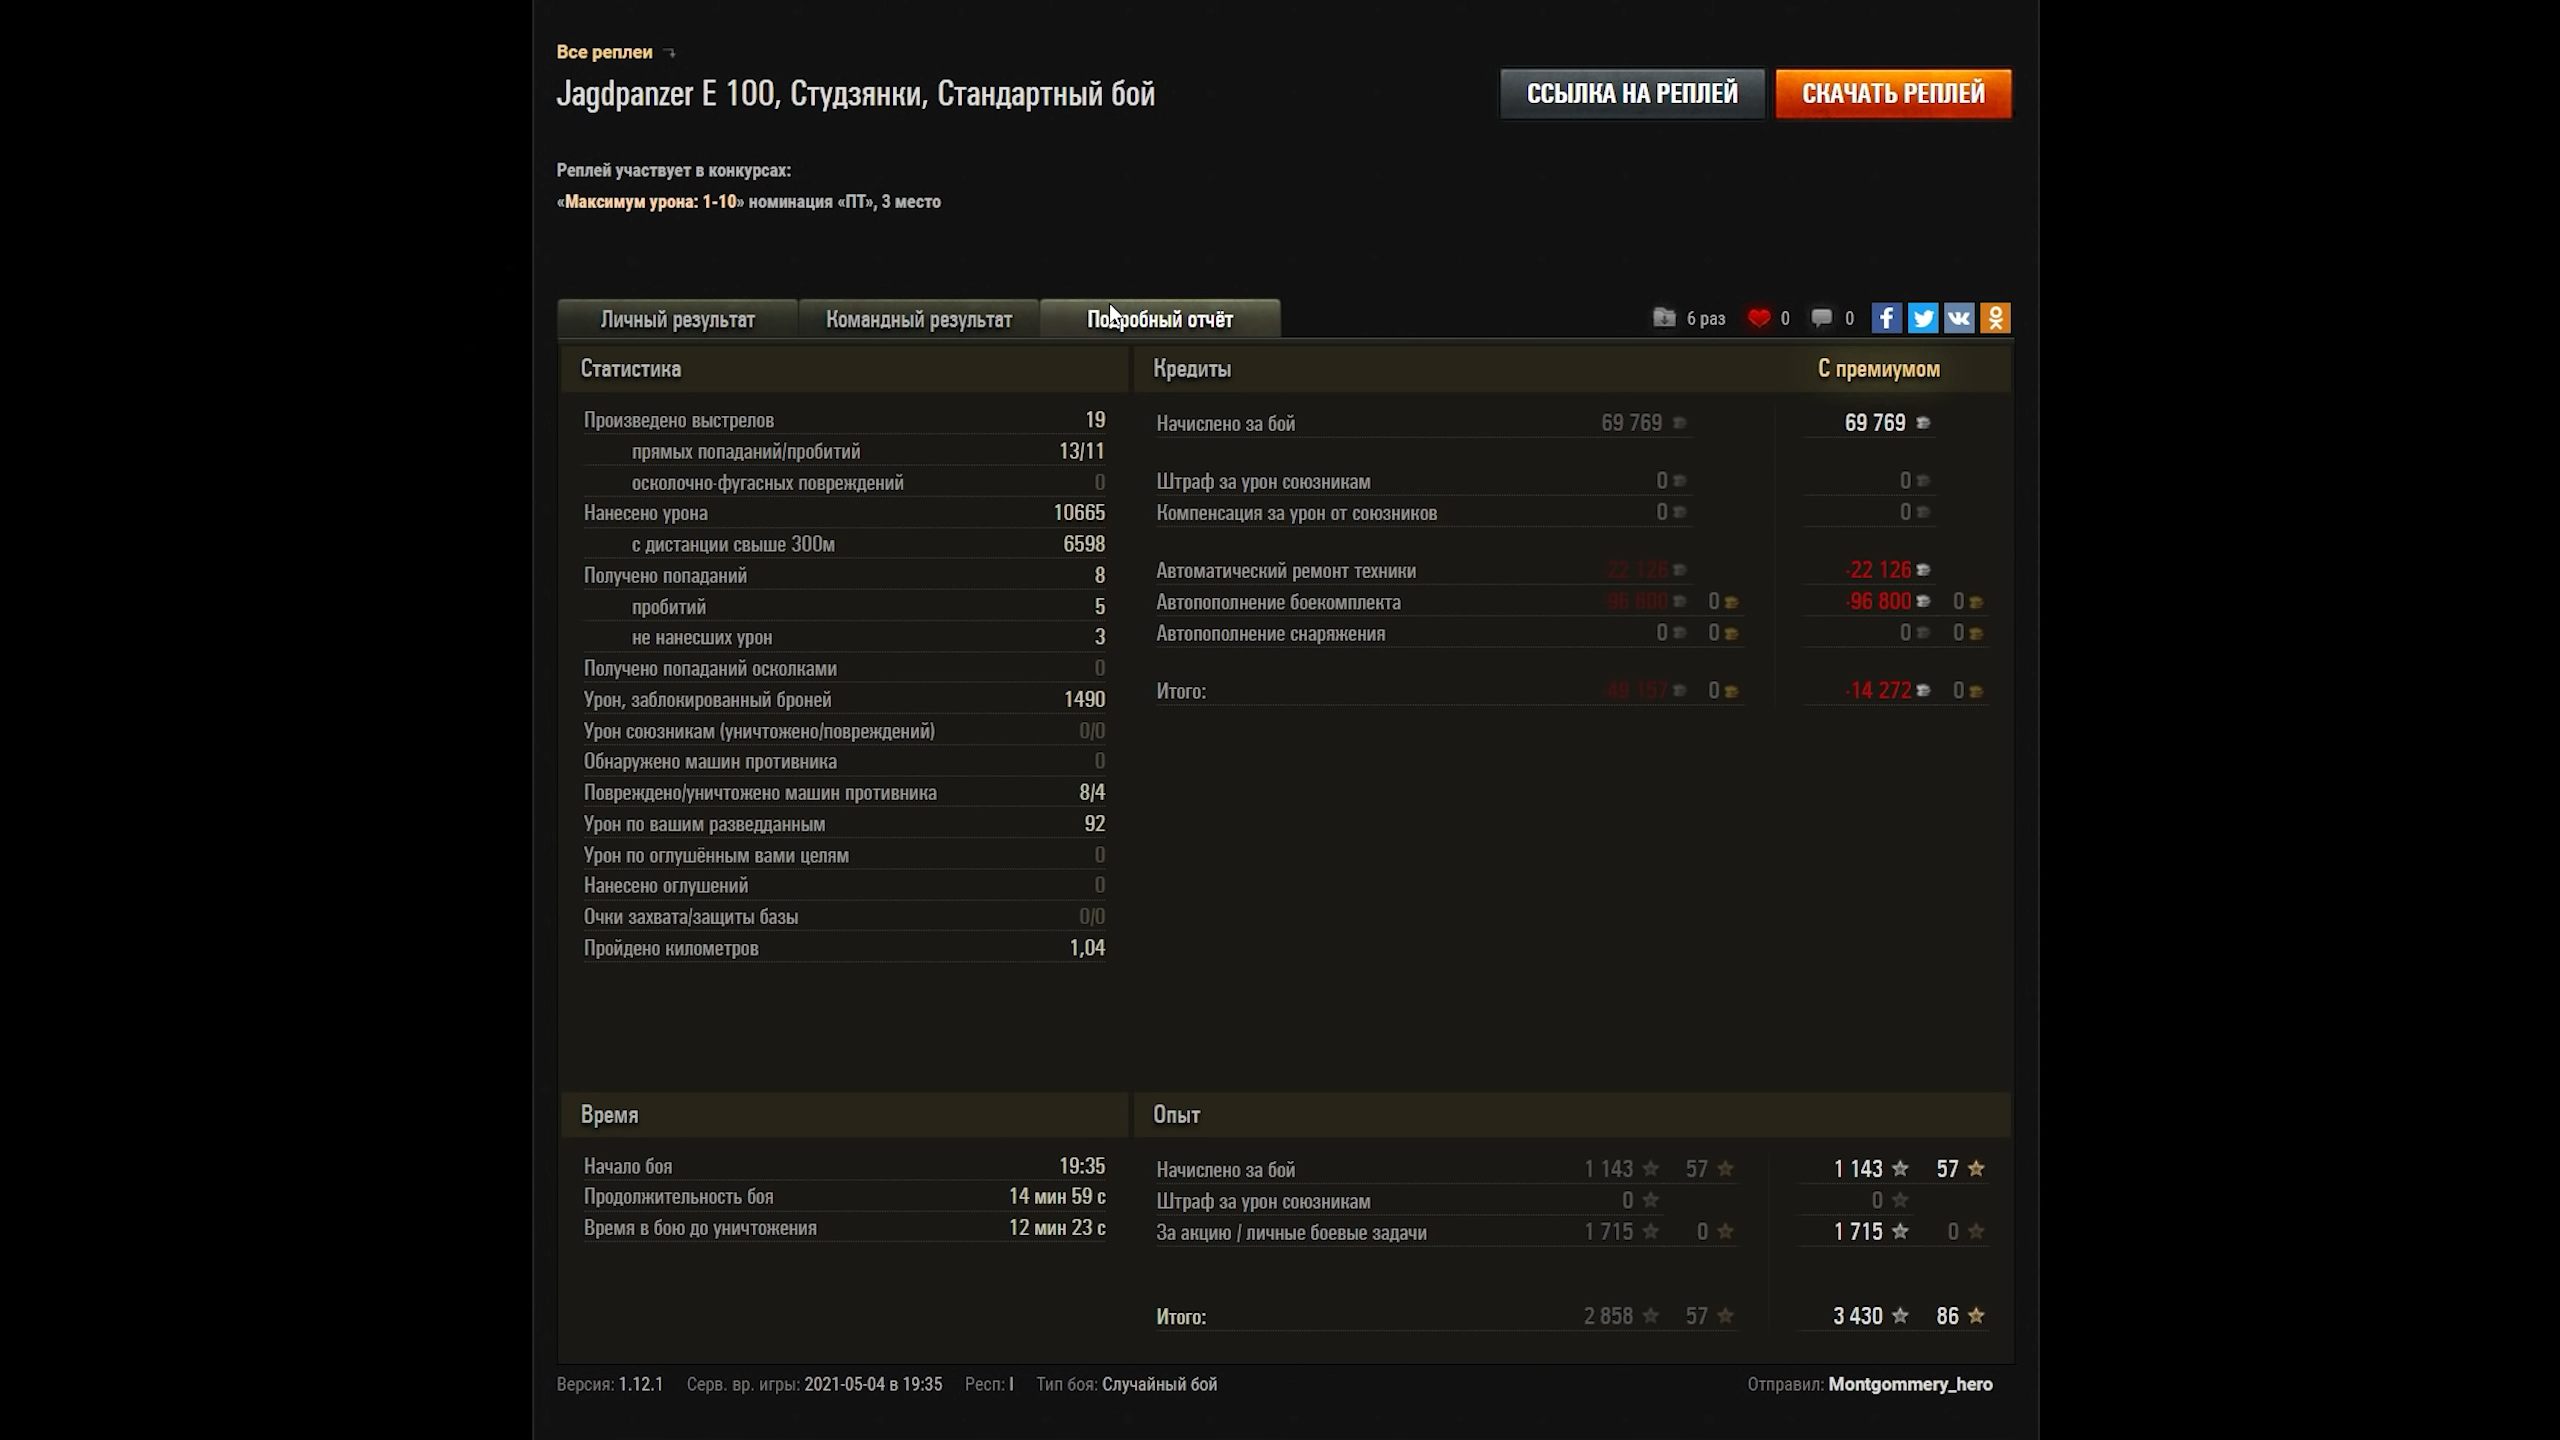 Все реплеи
Jagdpanzer E 100, Студзянки, Стандартный бой
ССЫЛКА НА РЕПЛЕЙ
СКАЧАТЬ РЕПЛЕЙ
Реплей участвует в конкурсах:
«Максимум урона: 1-10» номинация «ПТ», 3 место
Личный результат
Командный результат
Подробный отчёт
6 раз 0 0
Статистика
Произведено выстрелов 19
прямых попаданий/пробитий 13/11
осколочно-фугасных повреждений 0
Нанесено урона 10665
с дистанции свыше 300м 6598
Получено попаданий 8
пробитий 5
не нанесших урон 3
Получено попаданий осколками 0
Урон, заблокированный броней 1490
Урон союзникам (уничтожено/повреждений) 0/0
Обнаружено машин противника 0
Повреждено/уничтожено машин противника 8/4
Урон по вашим разведданным 92
Урон по оглушённым вами целям 0
Нанесено оглушений 0
Очки захвата/защиты базы 0/0
Пройдено километров 1,04
Кредиты С премиумом
Начислено за бой 69 769 69 769
Штраф за урон союзникам 0 0
Компенсация за урон от союзников 0 0
Автоматический ремонт техники -22 126 -22 126
Автопополнение боекомплекта -96 800 0 -96 800 0
Автопополнение снаряжения 0 0 0 0
Итого: -49 157 0 -14 272 0
Время
Начало боя 19:35
Продолжительность боя 14 мин 59 с
Время в бою до уничтожения 12 мин 23 с
Опыт
Начислено за бой 1 143 57 1 143 57
Штраф за урон союзникам 0 0
За акцию / личные боевые задачи 1 715 0 1 715 0
Итого: 2 858 57 3 430 86
Версия: 1.12.1 Серв. вр. игры: 2021-05-04 в 19:35 Респ: I Тип боя: Случайный бой
Отправил: Montgommery_hero